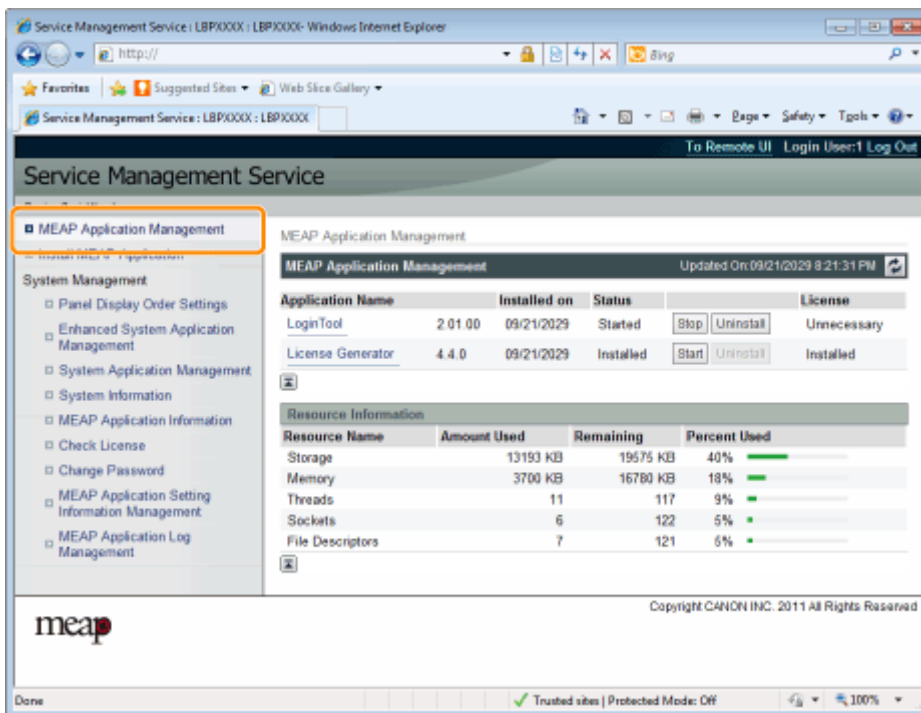 Service Management Service : LBPXXXX : LBPXXXX- Windows Internet Explorer
http://
Bing
Favorites Suggested Sites Web Slice Gallery
Service Management Service : LBPXXXX : LBPXXXX
Page Safety Tools
To Remote UI Login User:1 Log Out
Service Management Service
MEAP Application Management
Install MEAP Application
System Management
Panel Display Order Settings
Enhanced System Application
Management
System Application Management
System Information
MEAP Application Information
Check License
Change Password
MEAP Application Setting
Information Management
MEAP Application Log
Management
MEAP Application Management
MEAP Application Management Updated On:09/21/2029 8:21:31 PM
Application Name Installed on Status License
LoginTool 2.01.00 09/21/2029 Started Stop Uninstall Unnecessary
License Generator 4.4.0 09/21/2029 Installed Start Uninstall Installed
Resource Information
Resource Name Amount Used Remaining Percent Used
Storage 13193 KB 19575 KB 40%
Memory 3700 KB 16780 KB 18%
Threads 11 117 9%
Sockets 6 122 5%
File Descriptors 7 121 6%
meap
Copyright CANON INC. 2011 All Rights Reserved
Done Trusted sites | Protected Mode: Off 100%